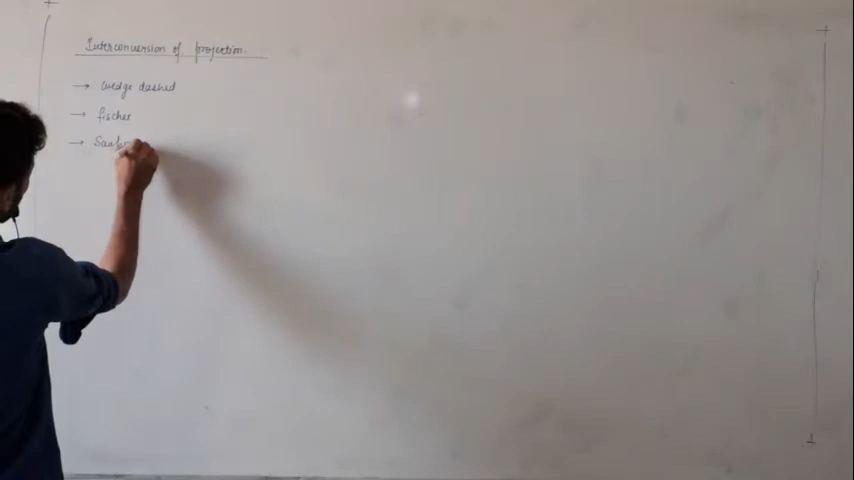 Interconversion of projection.
→ Wedge dashed
→ fischer
→